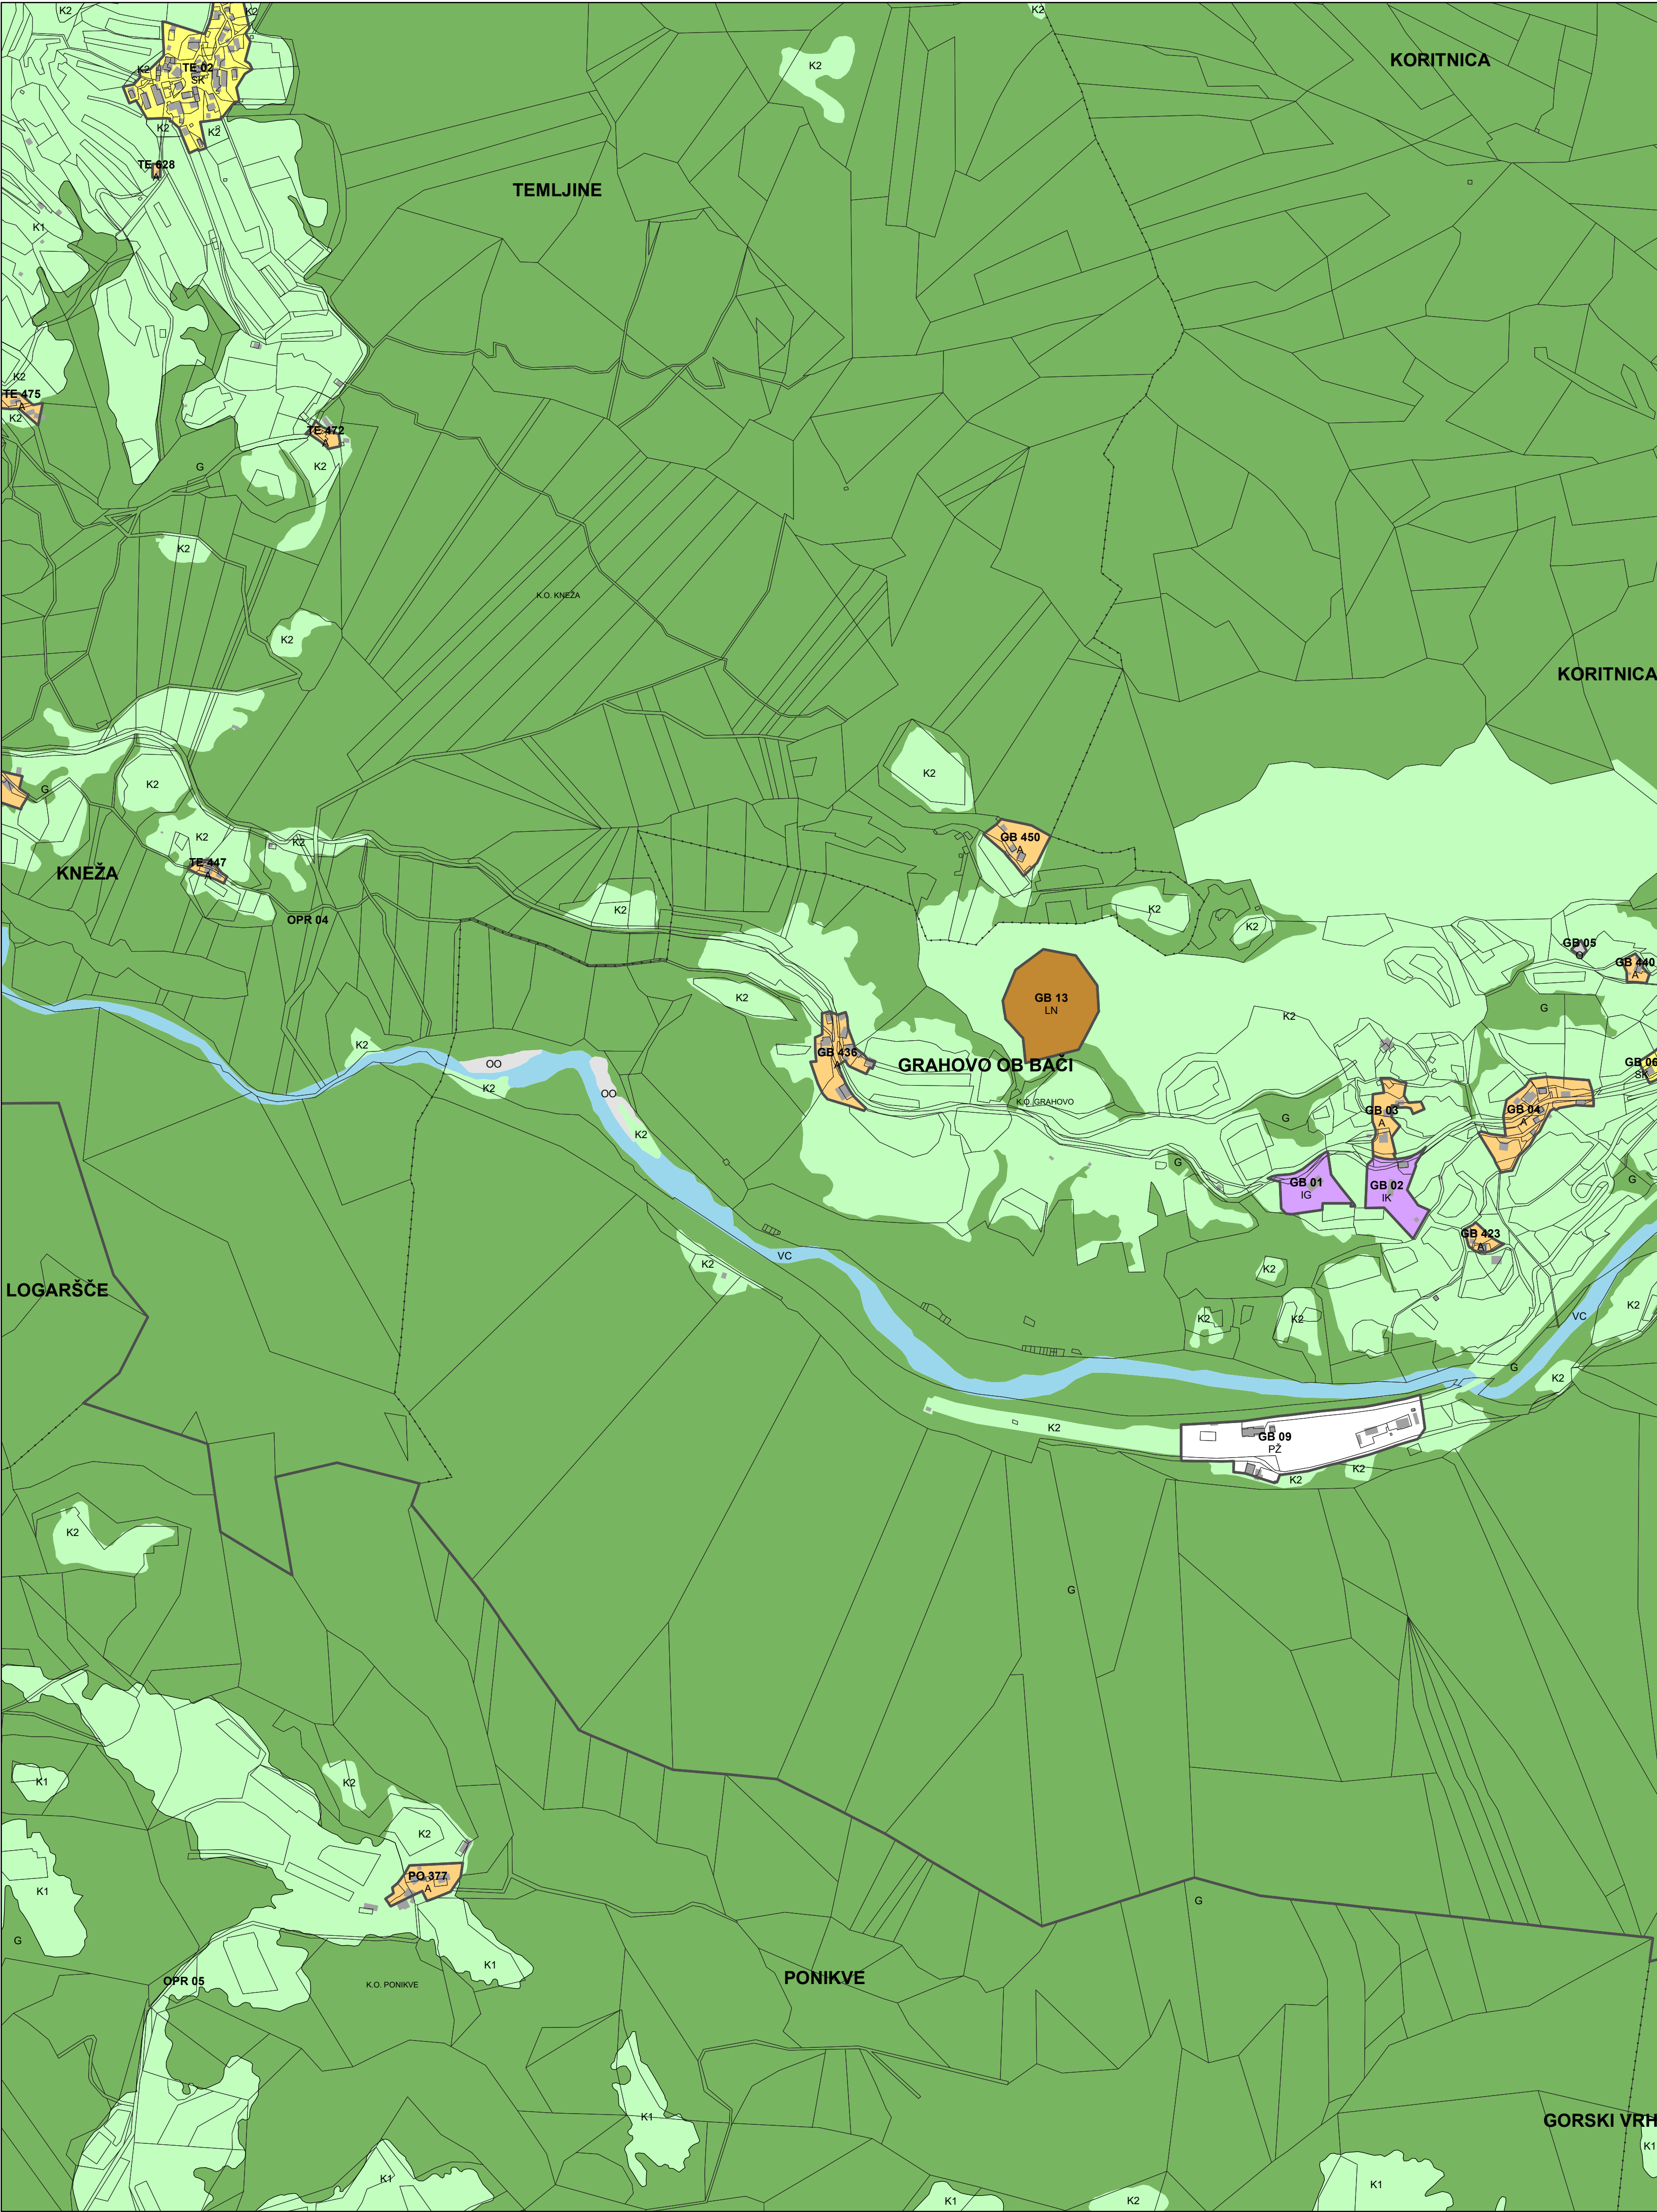 K2
K2
K2
KORITNICA
K2
K2
TE 02
SK
K2
K2
TE 628
A
TEMLJINE
K1
K2
TE 475
A
K2
TE 472
A
K2
G
K2
K.O. KNEŽA
K2
KORITNICA
K2
G
K2
K2
K2
GB 450
A
TE 447
A
KNEŽA
K2
K2
K2
OPR 04
GB 05
O
GB 440
A
K2
GB 13
LN
G
K2
K2
GB 436
A
GRAHOVO OB BAČI
OO
K2
GB 06
SK
OO
K.O. GRAHOVO
GB 03
A
GB 04
A
G
K2
G
G
GB 01
IG
GB 02
IK
GB 423
A
VC
K2
K2
LOGARŠČE
K2
K2
K2
VC
G
K2
K2
GB 09
PŽ
K2
K2
K2
G
K1
K2
K2
PO 377
A
K1
G
G
K1
OPR 05
K.O. PONIKVE
PONIKVE
K1
GORSKI VRH
K1
K1
K1
K1
K2